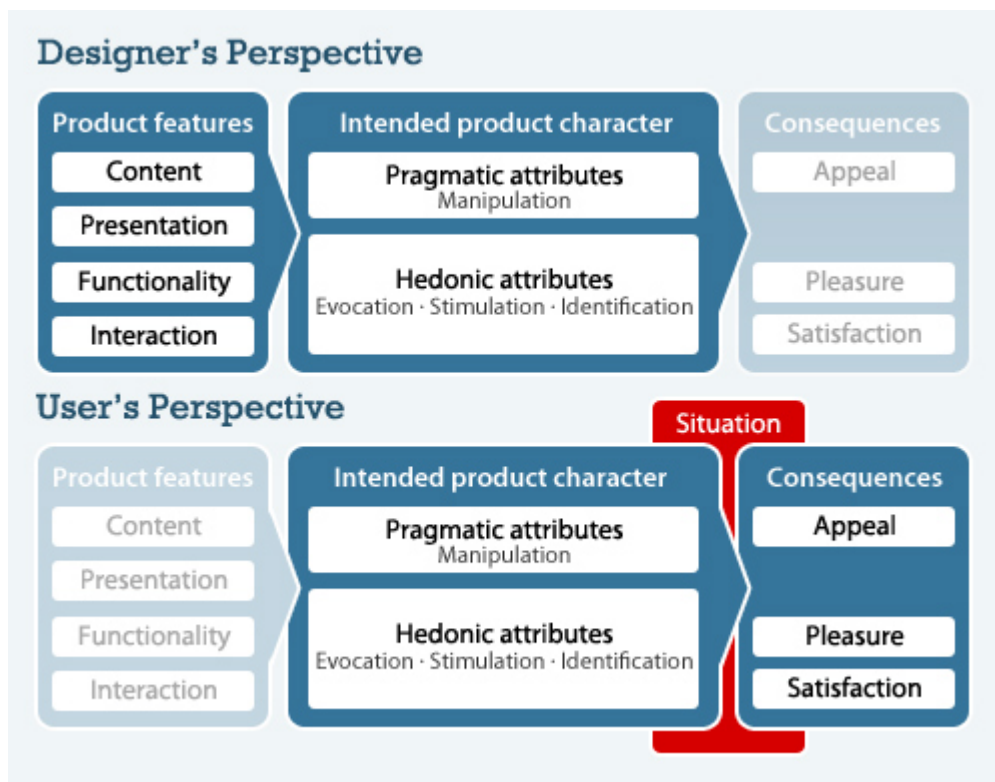 Designer's Perspective
Product features
Content
Presentation
Functionality
Interaction
Intended product character
Pragmatic attributes
Manipulation
Hedonic attributes
Evocation · Stimulation · Identification
Consequences
Appeal
Pleasure
Satisfaction
User's Perspective
Product features
Content
Presentation
Functionality
Interaction
Intended product character
Pragmatic attributes
Manipulation
Hedonic attributes
Evocation · Stimulation · Identification
Situation
Consequences
Appeal
Pleasure
Satisfaction